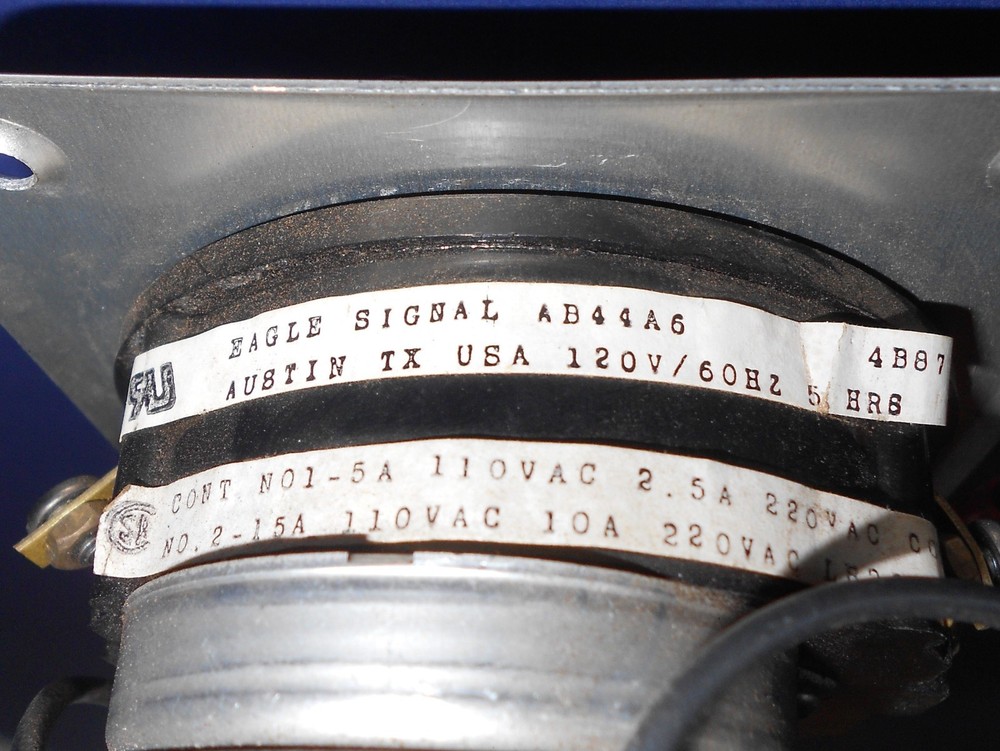 EAGLE SIGNAL AB44A6 4B87
AUSTIN TX USA 120V/60HZ 5 HRS
CONT NO1-5A 110VAC 2.5A 220VAC
NO.2-15A 110VAC 10A 220VAC